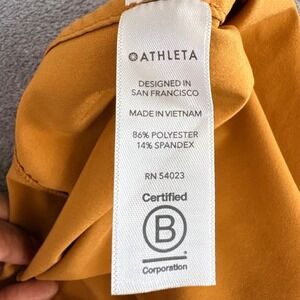 ATHLETA
DESIGNED IN
SAN FRANCISCO
MADE IN VIETNAM
86% POLYESTER
14% SPANDEX
RN 54023
Certified
B
Corporation